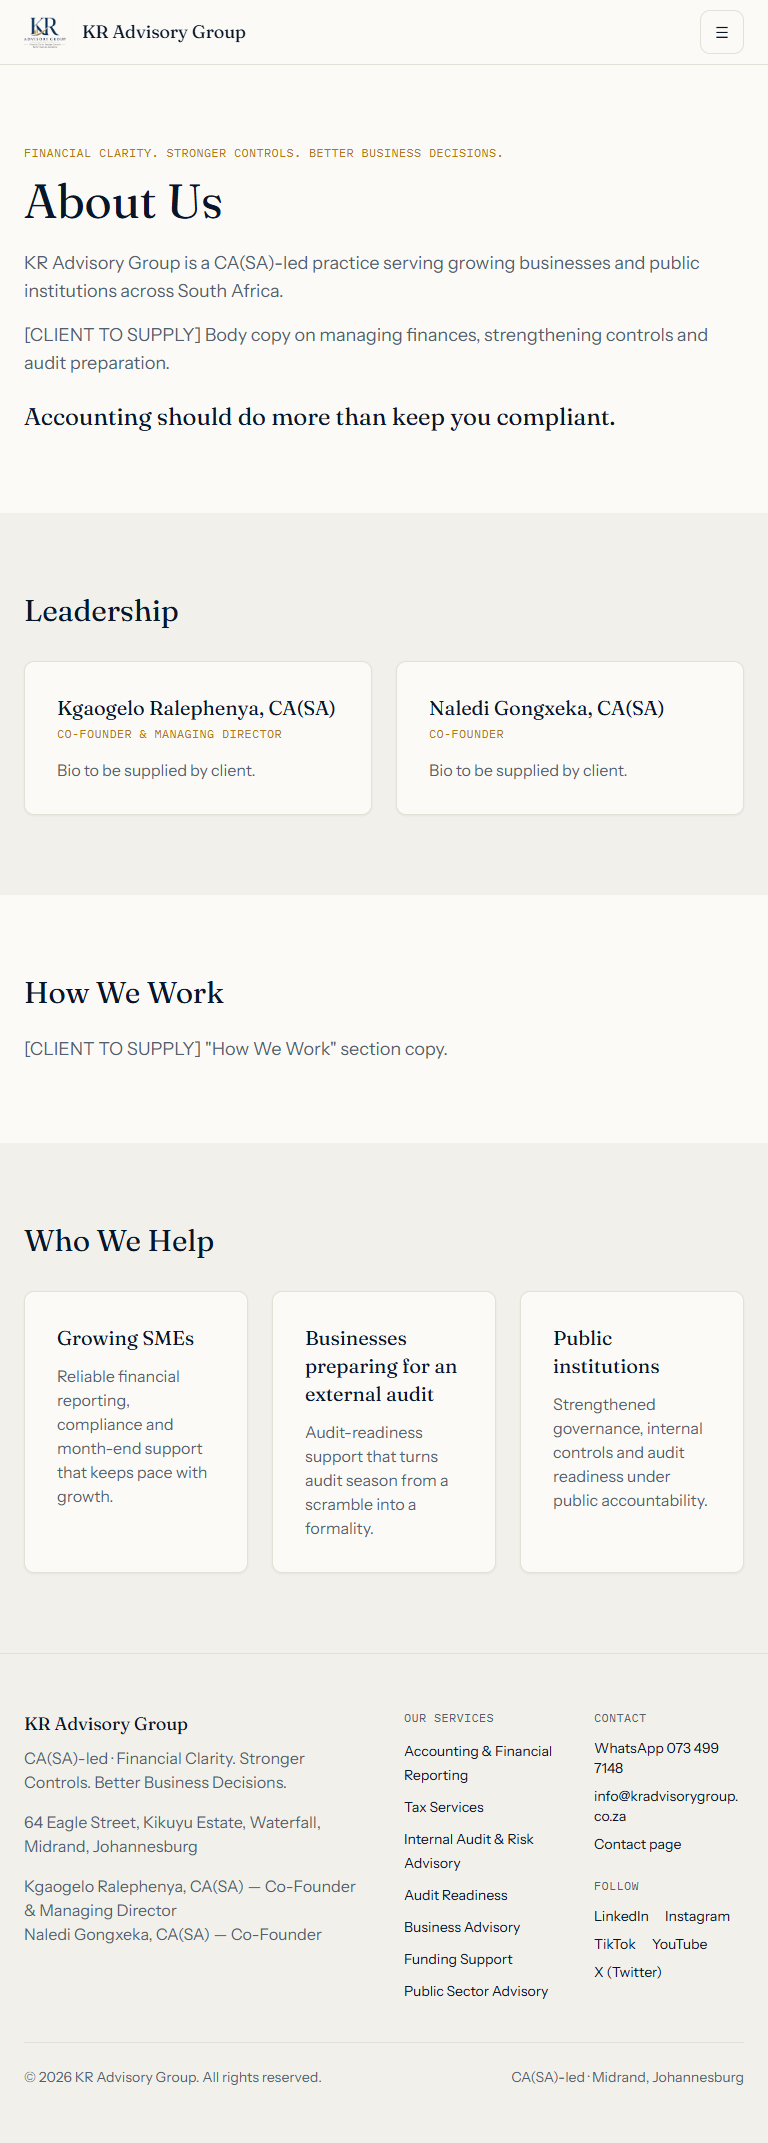 KR
ADVISORY GROUP
KR Advisory Group
☰
FINANCIAL CLARITY. STRONGER CONTROLS. BETTER BUSINESS DECISIONS.
About Us
KR Advisory Group is a CA(SA)-led practice serving growing businesses and public
institutions across South Africa.
[CLIENT TO SUPPLY] Body copy on managing finances, strengthening controls and
audit preparation.
Accounting should do more than keep you compliant.
Leadership
Kgaogelo Ralephenya, CA(SA)
CO-FOUNDER & MANAGING DIRECTOR
Bio to be supplied by client.
Naledi Gongxeka, CA(SA)
CO-FOUNDER
Bio to be supplied by client.
How We Work
[CLIENT TO SUPPLY] "How We Work" section copy.
Who We Help
Growing SMEs
Reliable financial
reporting,
compliance and
month-end support
that keeps pace with
growth.
Businesses
preparing for an
external audit
Audit-readiness
support that turns
audit season from a
scramble into a
formality.
Public
institutions
Strengthened
governance, internal
controls and audit
readiness under
public accountability.
KR Advisory Group
CA(SA)-led · Financial Clarity. Stronger
Controls. Better Business Decisions.
64 Eagle Street, Kikuyu Estate, Waterfall,
Midrand, Johannesburg
Kgaogelo Ralephenya, CA(SA) — Co-Founder
& Managing Director
Naledi Gongxeka, CA(SA) — Co-Founder
OUR SERVICES
Accounting & Financial
Reporting
Tax Services
Internal Audit & Risk
Advisory
Audit Readiness
Business Advisory
Funding Support
Public Sector Advisory
CONTACT
WhatsApp 073 499
7148
info@kradvisorygroup.
co.za
Contact page
FOLLOW
LinkedIn Instagram
TikTok YouTube
X (Twitter)
© 2026 KR Advisory Group. All rights reserved.
CA(SA)-led · Midrand, Johannesburg